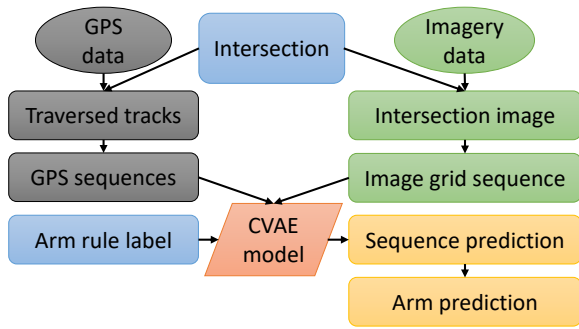 GPS
data
Intersection
Imagery
data
Traversed tracks
Intersection image
GPS sequences
Image grid sequence
Arm rule label
CVAE
model
Sequence prediction
Arm prediction